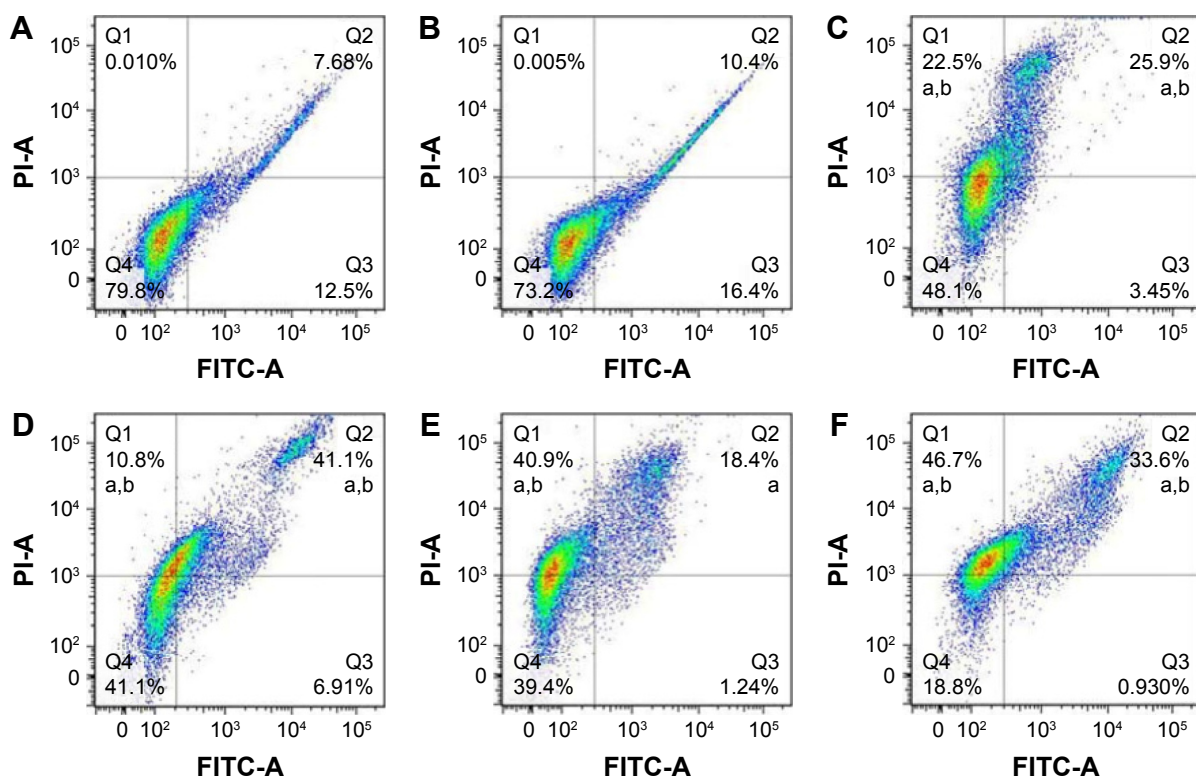 A
Q1
0.010%
Q2
7.68%
Q4
79.8%
Q3
12.5%
PI-A
10⁵
10⁴
10³
10²
0
0 10² 10³ 10⁴ 10⁵
FITC-A
B
Q1
0.005%
Q2
10.4%
Q4
73.2%
Q3
16.4%
PI-A
10⁵
10⁴
10³
10²
0
0 10² 10³ 10⁴ 10⁵
FITC-A
C
Q1
22.5%
a,b
Q2
25.9%
a,b
Q4
48.1%
Q3
3.45%
PI-A
10⁵
10⁴
10³
10²
0
0 10² 10³ 10⁴ 10⁵
FITC-A
D
Q1
10.8%
a,b
Q2
41.1%
a,b
Q4
41.1%
Q3
6.91%
PI-A
10⁵
10⁴
10³
10²
0
0 10² 10³ 10⁴ 10⁵
FITC-A
E
Q1
40.9%
a,b
Q2
18.4%
a
Q4
39.4%
Q3
1.24%
PI-A
10⁵
10⁴
10³
10²
0
0 10² 10³ 10⁴ 10⁵
FITC-A
F
Q1
46.7%
a,b
Q2
33.6%
a,b
Q4
18.8%
Q3
0.930%
PI-A
10⁵
10⁴
10³
10²
0
0 10² 10³ 10⁴ 10⁵
FITC-A